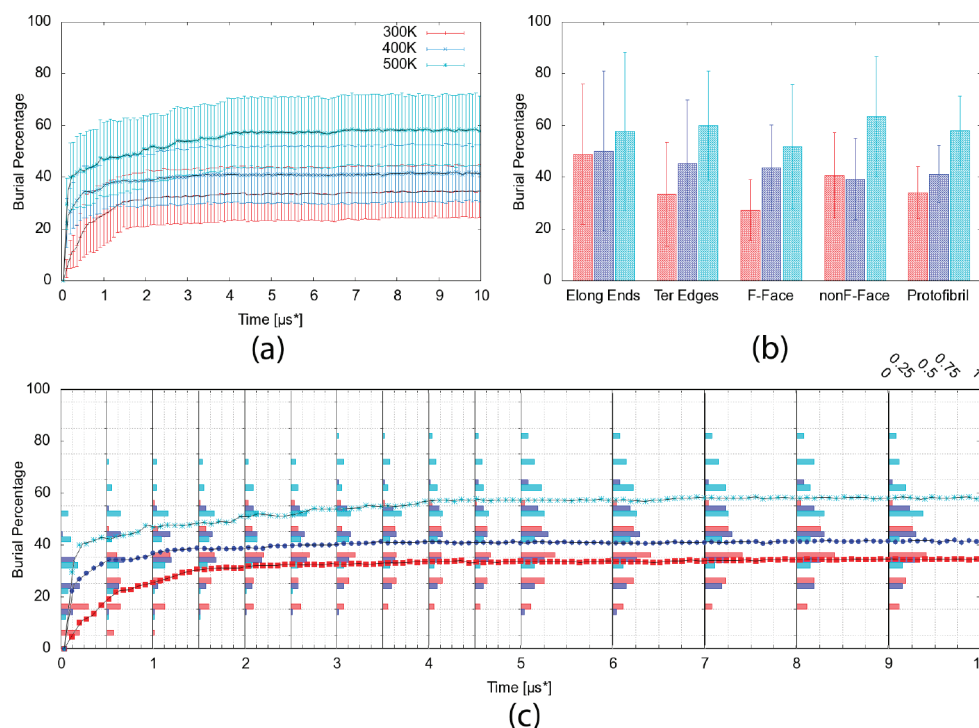 100
80
60
40
20
0
Burial Percentage
300K
400K
500K
0 1 2 3 4 5 6 7 8 9 10
Time [µs*]
(a)
100
80
60
40
20
0
Burial Percentage
Elong Ends Ter Edges F-Face nonF-Face Protofibril
(b)
0 0.25 0.5 0.75 1
100
80
60
40
20
0
Burial Percentage
0 1 2 3 4 5 6 7 8 9 1
Time [µs*]
(c)